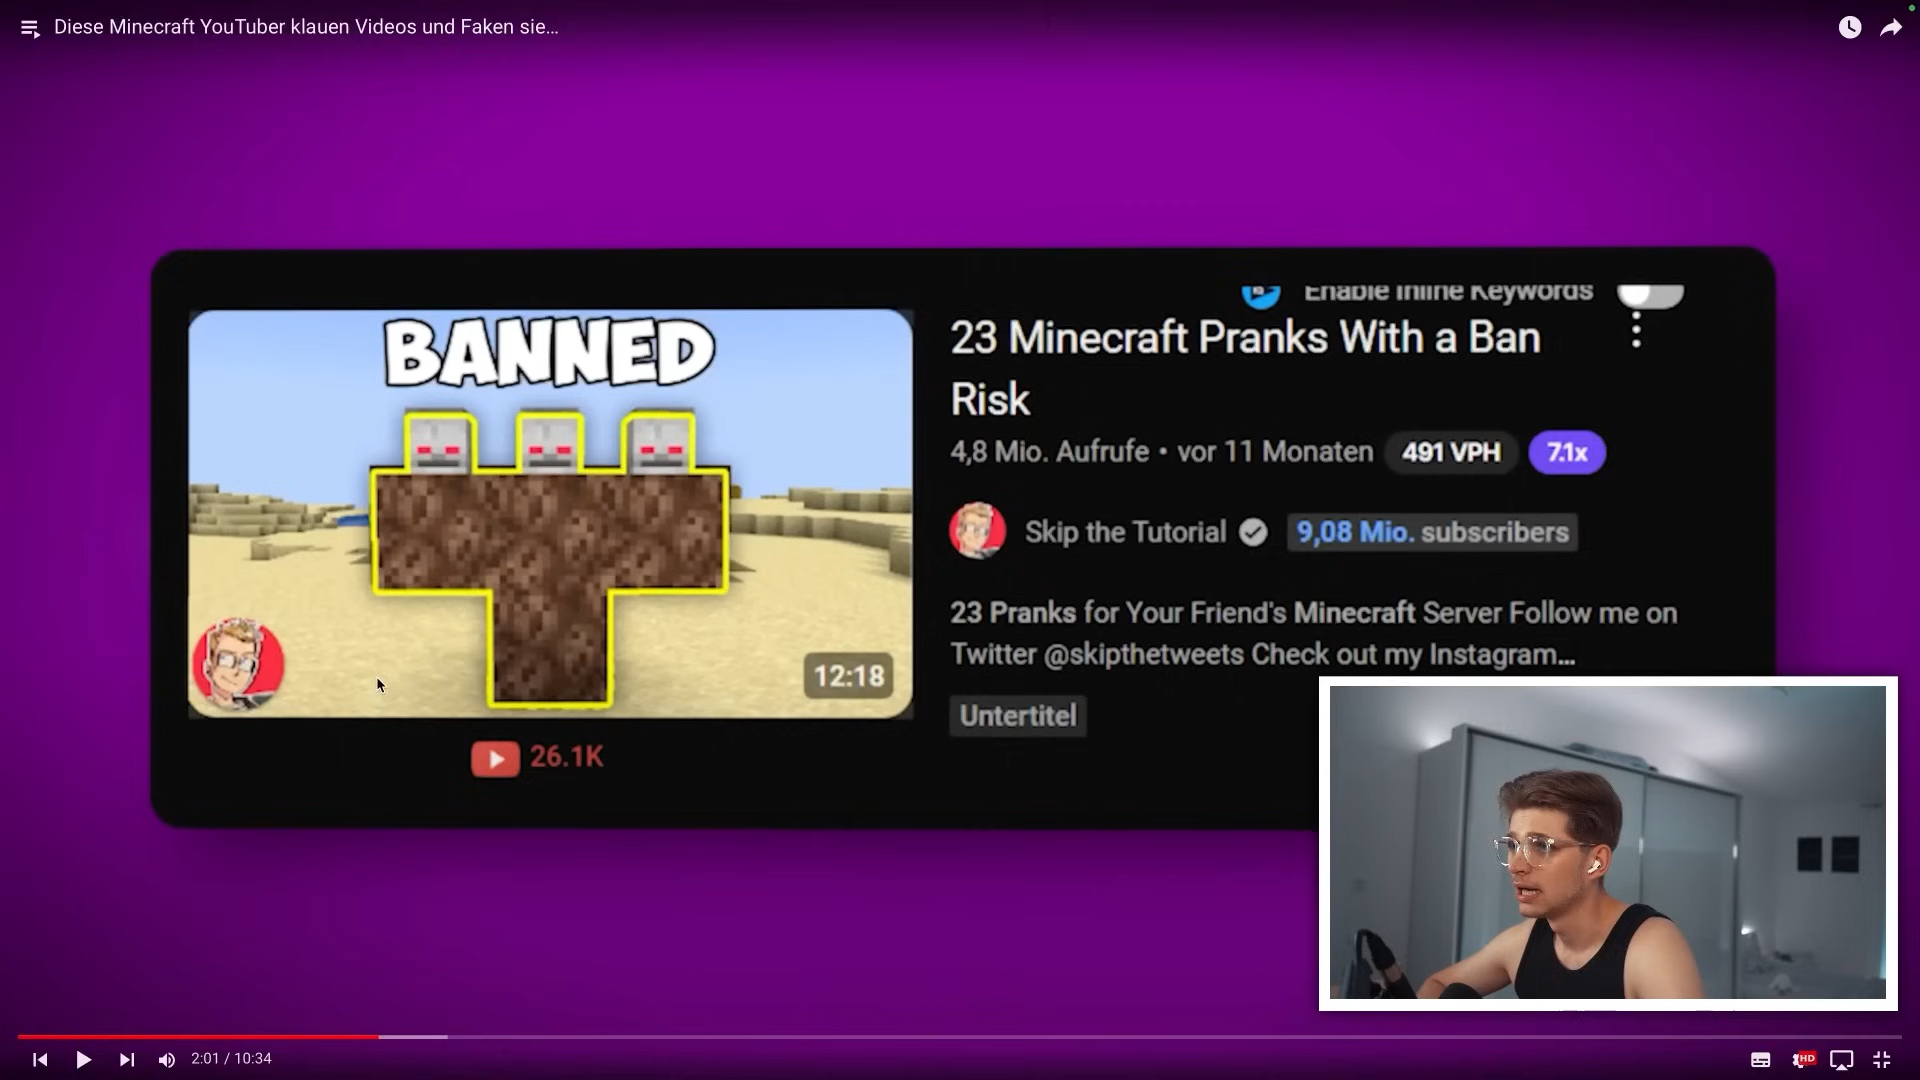 Diese Minecraft YouTuber klauen Videos und Faken sie...
Enable Inline Keywords
BANNED
23 Minecraft Pranks With a Ban
Risk
4,8 Mio. Aufrufe • vor 11 Monaten 491 VPH 7.1x
Skip the Tutorial 9,08 Mio. subscribers
23 Pranks for Your Friend's Minecraft Server Follow me on
Twitter @skipthetweets Check out my Instagram...
12:18
Untertitel
26.1K
2:01 / 10:34
HD